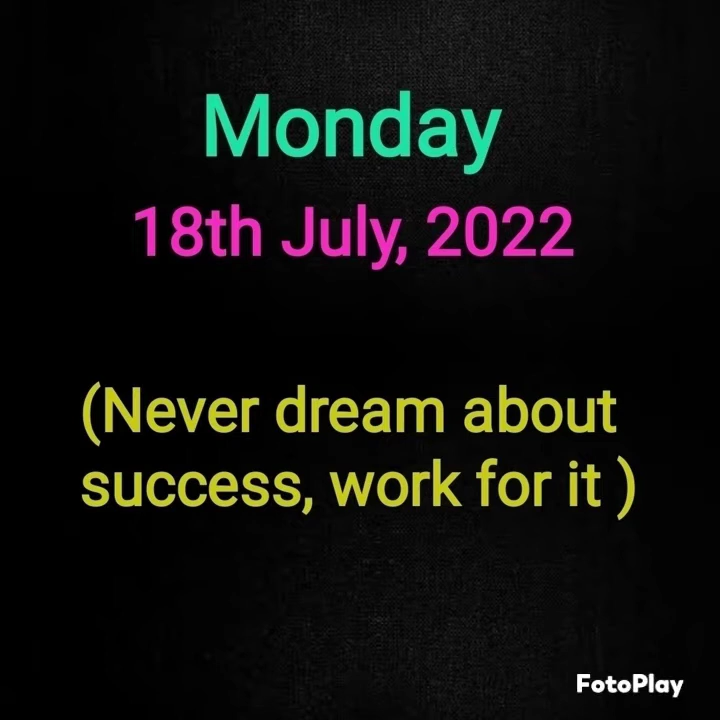 Monday
18th July, 2022
(Never dream about
success, work for it )
FotoPlay